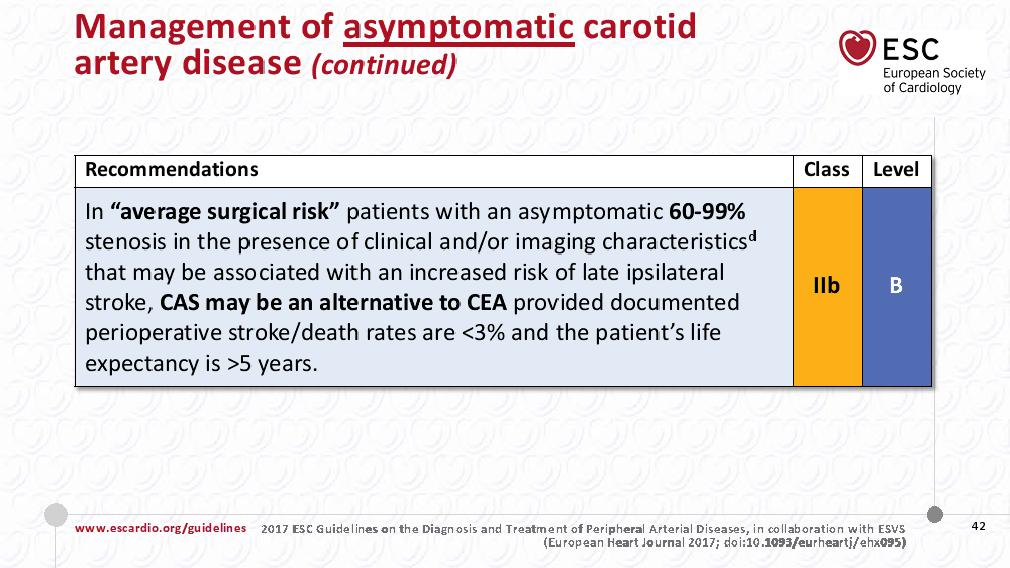 Management of asymptomatic carotid
artery disease (continued)
ESC
European Society
of Cardiology
Recommendations Class Level
In “average surgical risk” patients with an asymptomatic 60-99%
stenosis in the presence of clinical and/or imaging characteristicsᵈ
that may be associated with an increased risk of late ipsilateral
stroke, CAS may be an alternative to CEA provided documented
perioperative stroke/death rates are <3% and the patient’s life
expectancy is >5 years.
IIb B
www.escardio.org/guidelines 2017 ESC Guidelines on the Diagnosis and Treatment of Peripheral Arterial Diseases, in collaboration with ESVS
(European Heart Journal 2017; doi:10.1093/eurheartj/ehx095)
42